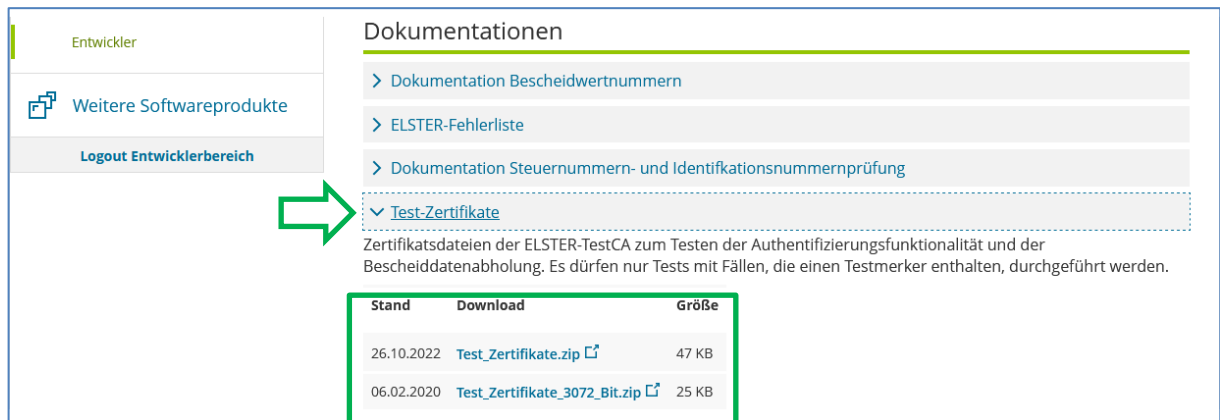 Entwickler
Weitere Softwareprodukte
Logout Entwicklerbereich
Dokumentationen
Dokumentation Bescheidwertnummern
ELSTER-Fehlerliste
Dokumentation Steuernummern- und Identifkationsnummernprüfung
Test-Zertifikate
Zertifikatsdateien der ELSTER-TestCA zum Testen der Authentifizierungsfunktionalität und der
Bescheiddatenabholung. Es dürfen nur Tests mit Fällen, die einen Testmerker enthalten, durchgeführt werden.
Stand Download Größe
26.10.2022 Test_Zertifikate.zip 47 KB
06.02.2020 Test_Zertifikate_3072_Bit.zip 25 KB